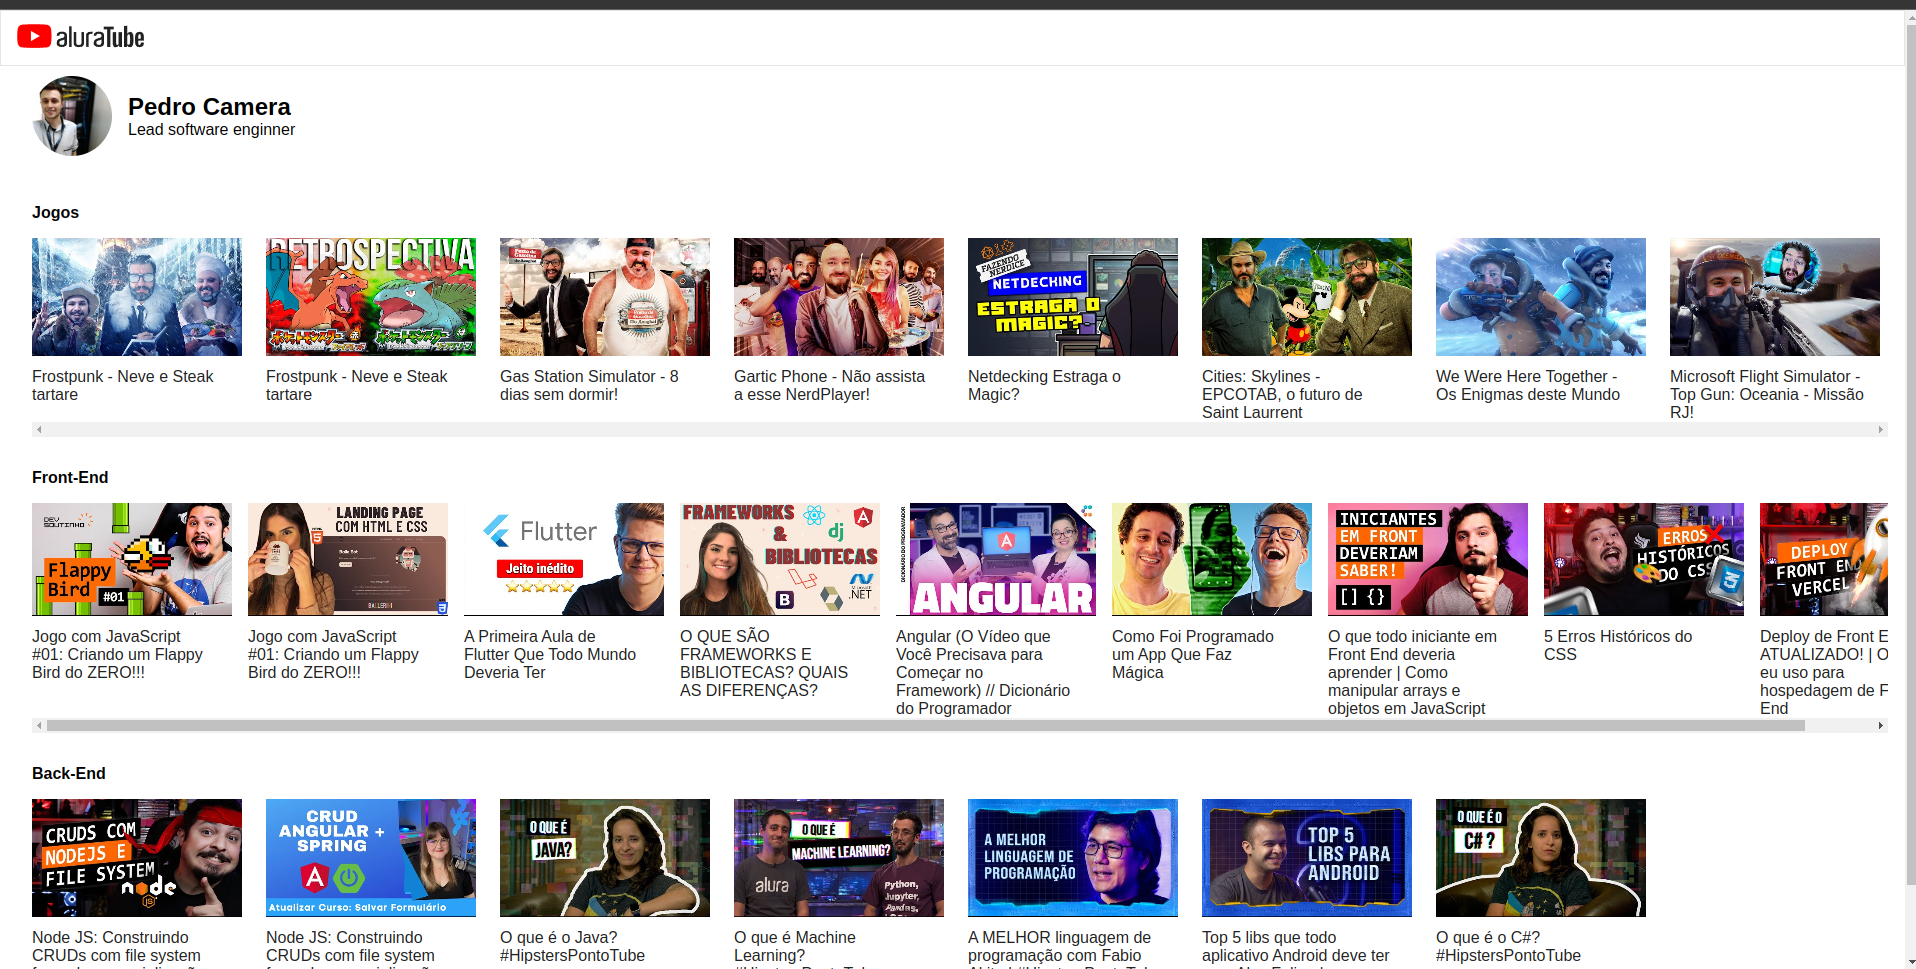 aluraTube
Pedro Camera
Lead software enginner
Jogos
RETROSPECTIVA
FAZENDO
NERDICE
NETDECKING
ESTRAGA O
MAGIC?
Frostpunk - Neve e Steak
tartare
Frostpunk - Neve e Steak
tartare
Gas Station Simulator - 8
dias sem dormir!
Gartic Phone - Não assista
a esse NerdPlayer!
Netdecking Estraga o
Magic?
Cities: Skylines -
EPCOTAB, o futuro de
Saint Laurrent
We Were Here Together -
Os Enigmas deste Mundo
Microsoft Flight Simulator -
Top Gun: Oceania - Missão
RJ!
Front-End
DEV
SOUTINHO
Flappy
Bird
#01
LANDING PAGE
COM HTML E CSS
Flutter
Jeito inédito
FRAMEWORKS
&
BIBLIOTECAS
dj
.NET
DICIONÁRIO DO PROGRAMADOR
ANGULAR
INICIANTES
EM FRONT
DEVERIAM
SABER!
[] {}
ERROS
HISTÓRICOS
DO CSS
DEPLOY
FRONT END
VERCEL
Jogo com JavaScript
#01: Criando um Flappy
Bird do ZERO!!!
Jogo com JavaScript
#01: Criando um Flappy
Bird do ZERO!!!
A Primeira Aula de
Flutter Que Todo Mundo
Deveria Ter
O QUE SÃO
FRAMEWORKS E
BIBLIOTECAS? QUAIS
AS DIFERENÇAS?
Angular (O Vídeo que
Você Precisava para
Começar no
Framework) // Dicionário
do Programador
Como Foi Programado
um App Que Faz
Mágica
O que todo iniciante em
Front End deveria
aprender | Como
manipular arrays e
objetos em JavaScript
5 Erros Históricos do
CSS
Deploy de Front E
ATUALIZADO! | O
eu uso para
hospedagem de F
End
Back-End
CRUDS COM
NODEJS E
FILE SYSTEM
node
JS
CRUD
ANGULAR +
SPRING
Atualizar Curso: Salvar Formulário
O QUE É
JAVA?
O QUE É
MACHINE LEARNING?
alura
Python,
Jupyter,
Pandas,
A MELHOR
LINGUAGEM DE
PROGRAMAÇÃO
TOP 5
LIBS PARA
ANDROID
O QUE É O
C# ?
Node JS: Construindo
CRUDs com file system
Node JS: Construindo
CRUDs com file system
O que é o Java?
#HipstersPontoTube
O que é Machine
Learning?
A MELHOR linguagem de
programação com Fabio
Top 5 libs que todo
aplicativo Android deve ter
O que é o C#?
#HipstersPontoTube